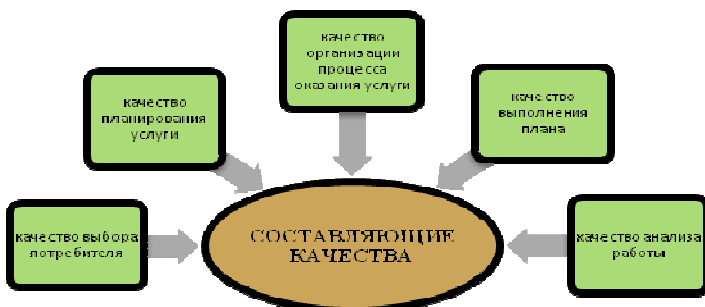 качество
организации
процесса
оказания услуги
качество
планирования
услуги
качество
выполнения
плана
качество выбора
потребителя
СОСТАВЛЯЮЩИЕ
КАЧЕСТВА
качество анализа
работы